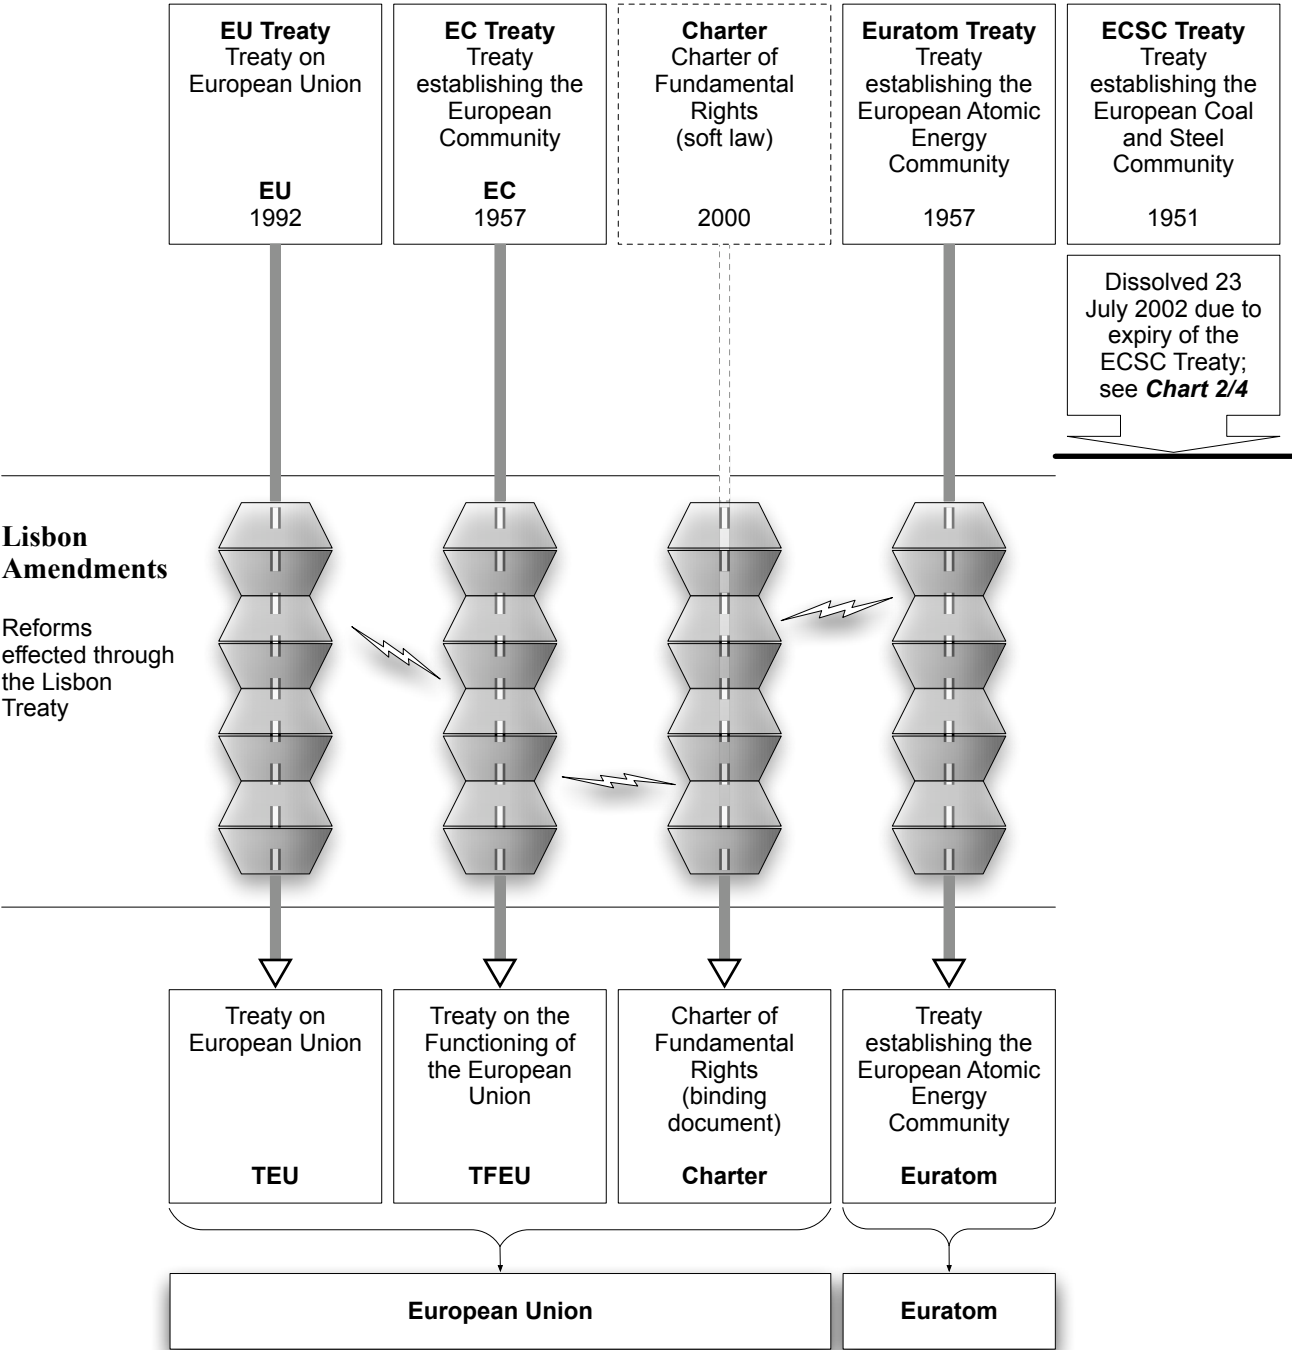 EU Treaty
Treaty on
European Union
EU
1992
EC Treaty
Treaty
establishing the
European
Community
EC
1957
Charter
Charter of
Fundamental
Rights
(soft law)
2000
Euratom Treaty
Treaty
establishing the
European Atomic
Energy
Community
1957
ECSC Treaty
Treaty
establishing the
European Coal
and Steel
Community
1951
Dissolved 23
July 2002 due to
expiry of the
ECSC Treaty;
see Chart 2/4
Lisbon
Amendments
Reforms
effected through
the Lisbon
Treaty
Treaty on
European Union
TEU
Treaty on the
Functioning of
the European
Union
TFEU
Charter of
Fundamental
Rights
(binding
document)
Charter
Treaty
establishing the
European Atomic
Energy
Community
Euratom
European Union
Euratom